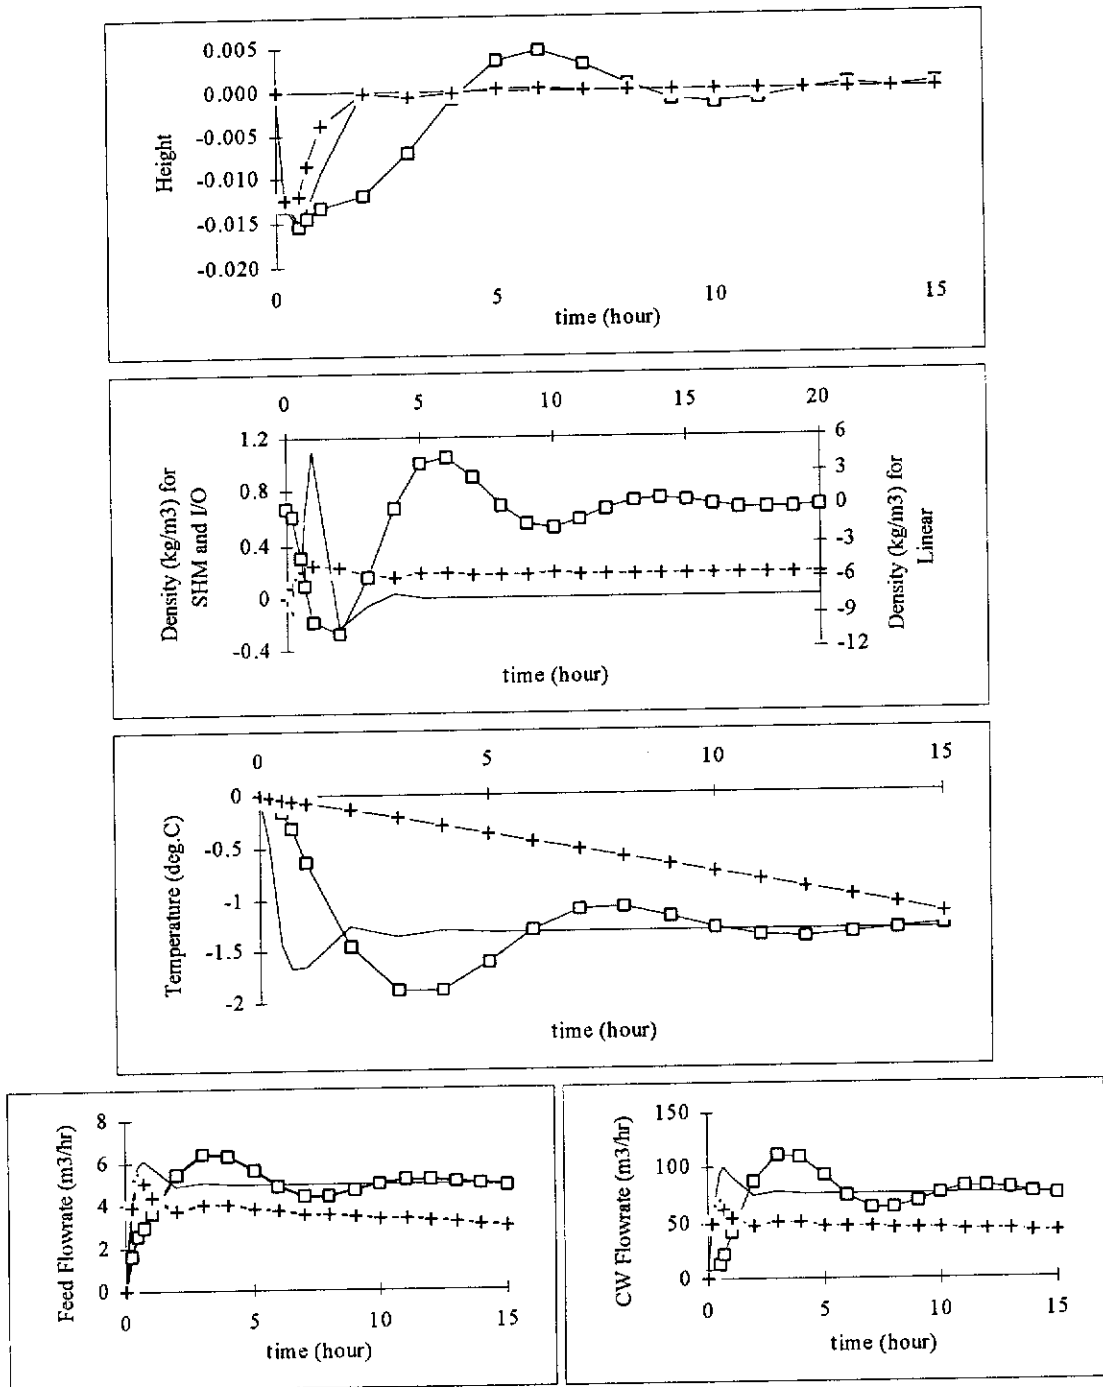 0.005
0.000
-0.005
-0.010
-0.015
-0.020
Height
0 5 10 15
time (hour)
0 5 10 15 20
1.2
0.8
0.4
0
-0.4
Density (kg/m3) for
SHM and I/O
6
3
0
-3
-6
-9
-12
Density (kg/m3) for
Linear
time (hour)
0 5 10 15
0
-0.5
-1
-1.5
-2
Temperature (deg.C)
time (hour)
8
6
4
2
0
Feed Flowrate (m3/hr)
0 5 10 15
time (hour)
150
100
50
0
CW Flowrate (m3/hr)
0 5 10 15
time (hour)